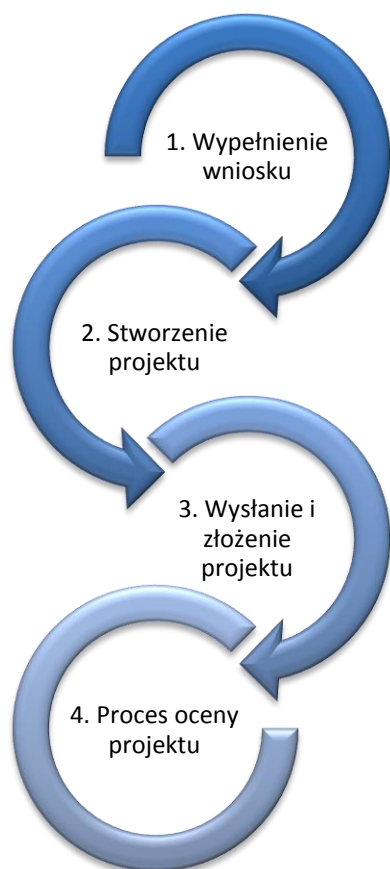 1. Wypełnienie
wniosku
2. Stworzenie
projektu
3. Wysłanie i
złożenie
projektu
4. Proces oceny
projektu